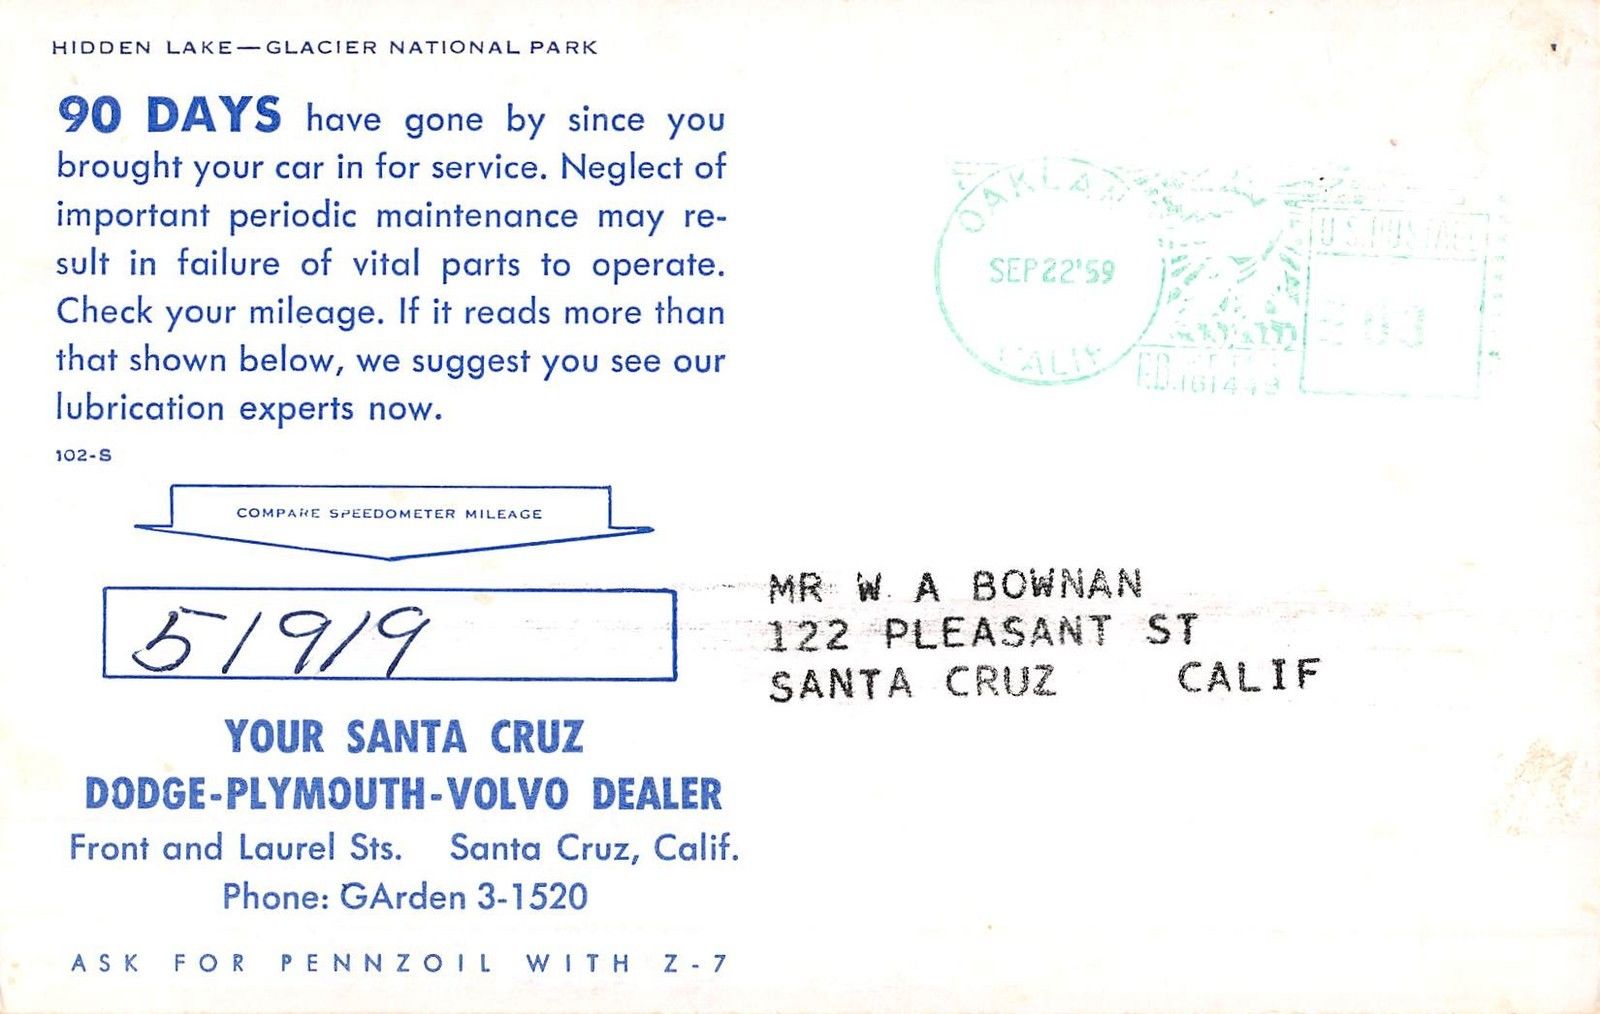 HIDDEN LAKE—GLACIER NATIONAL PARK
90 DAYS have gone by since you
brought your car in for service. Neglect of
important periodic maintenance may re-
sult in failure of vital parts to operate.
Check your mileage. If it reads more than
that shown below, we suggest you see our
lubrication experts now.
102-S
COMPARE SPEEDOMETER MILEAGE
51919
YOUR SANTA CRUZ
DODGE-PLYMOUTH-VOLVO DEALER
Front and Laurel Sts. Santa Cruz, Calif.
Phone: GArden 3-1520
ASK FOR PENNZOIL WITH Z-7
OAKLAN
SEP 22 '59
CALIF
U.S. POSTAGE
P.B. 161449
MR W A BOWNAN
122 PLEASANT ST
SANTA CRUZ CALIF